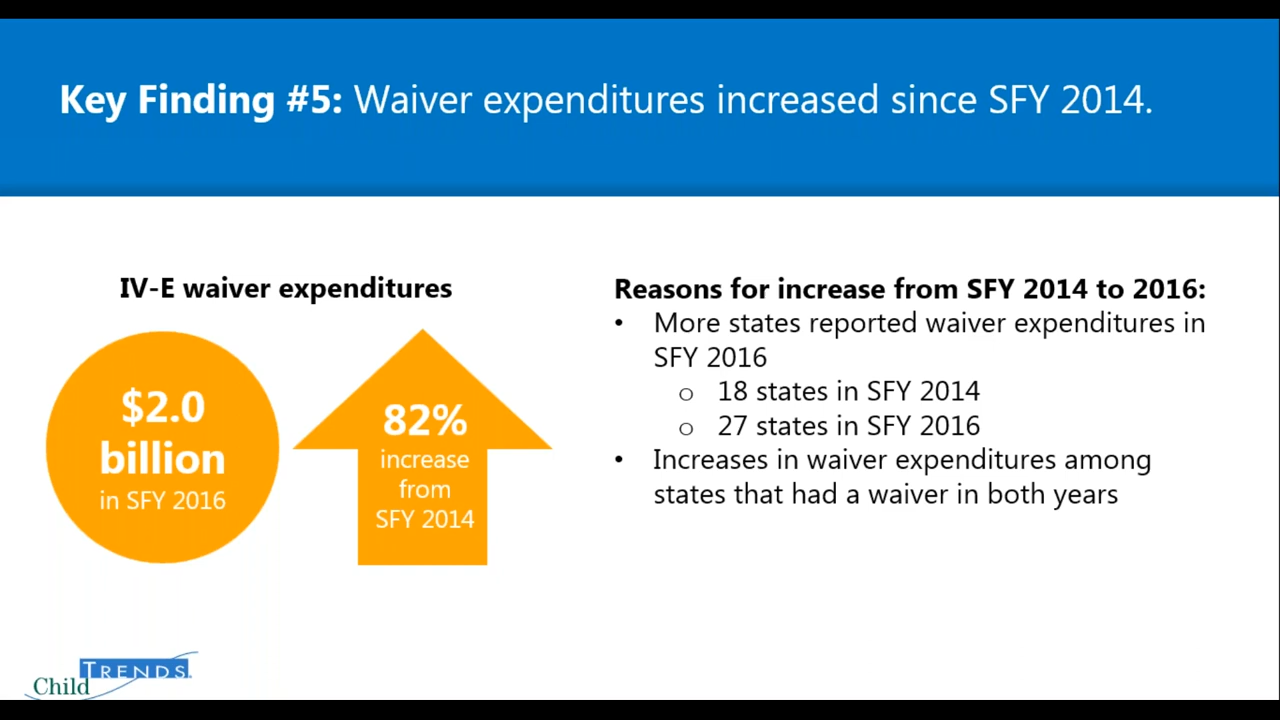 Key Finding #5: Waiver expenditures increased since SFY 2014.
IV-E waiver expenditures
$2.0
billion
in SFY 2016
82%
increase
from
SFY 2014
Reasons for increase from SFY 2014 to 2016:
• More states reported waiver expenditures in
SFY 2016
o 18 states in SFY 2014
o 27 states in SFY 2016
• Increases in waiver expenditures among
states that had a waiver in both years
TRENDS
Child